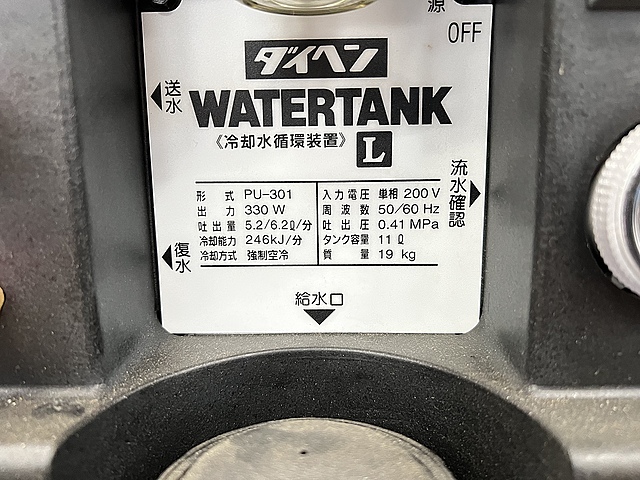 源
OFF
ダイヘン
送水
WATERTANK
《冷却水循環装置》 L
流水確認
形式 PU-301 入力電圧 単相 200V
出力 330 W 周波数 50/60 Hz
吐出量 5.2/6.2ℓ/分 吐出圧 0.41 MPa
冷却能力 246kJ/分 タンク容量 11 ℓ
冷却方式 強制空冷 質量 19 kg
復水
給水口